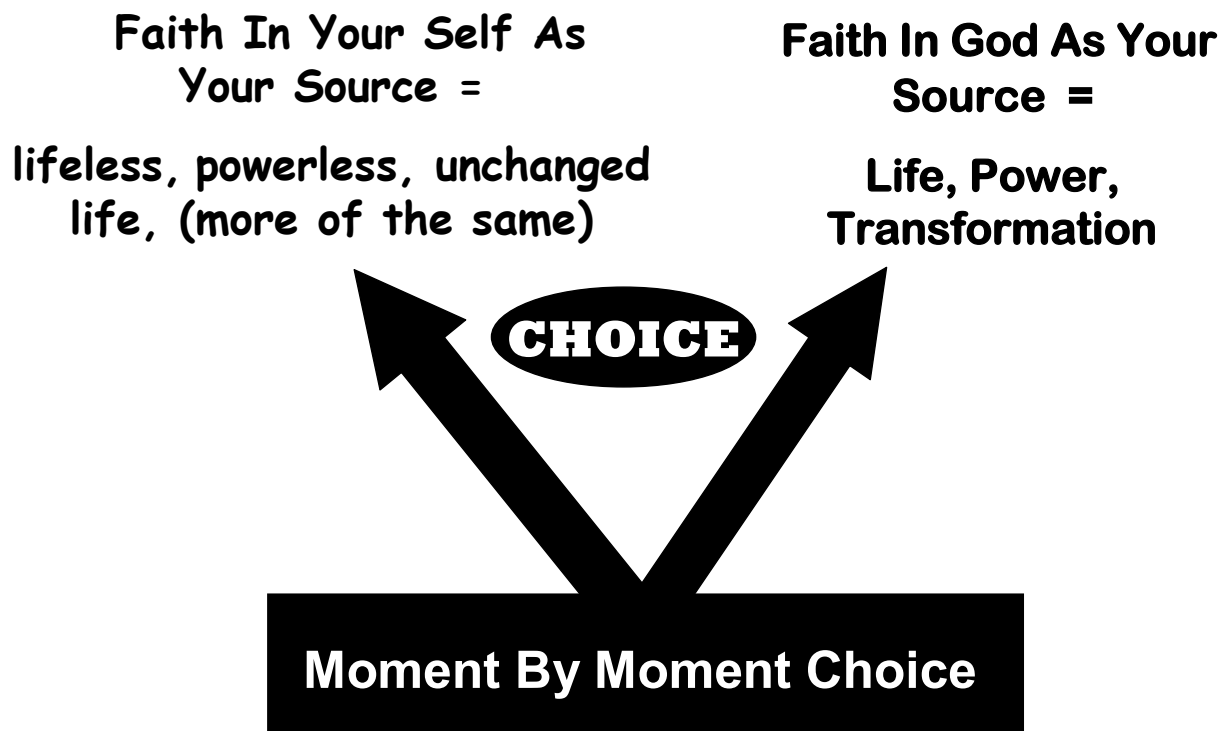 Faith In Your Self As
Your Source =
lifeless, powerless, unchanged
life, (more of the same)
Faith In God As Your
Source =
Life, Power,
Transformation
CHOICE
Moment By Moment Choice